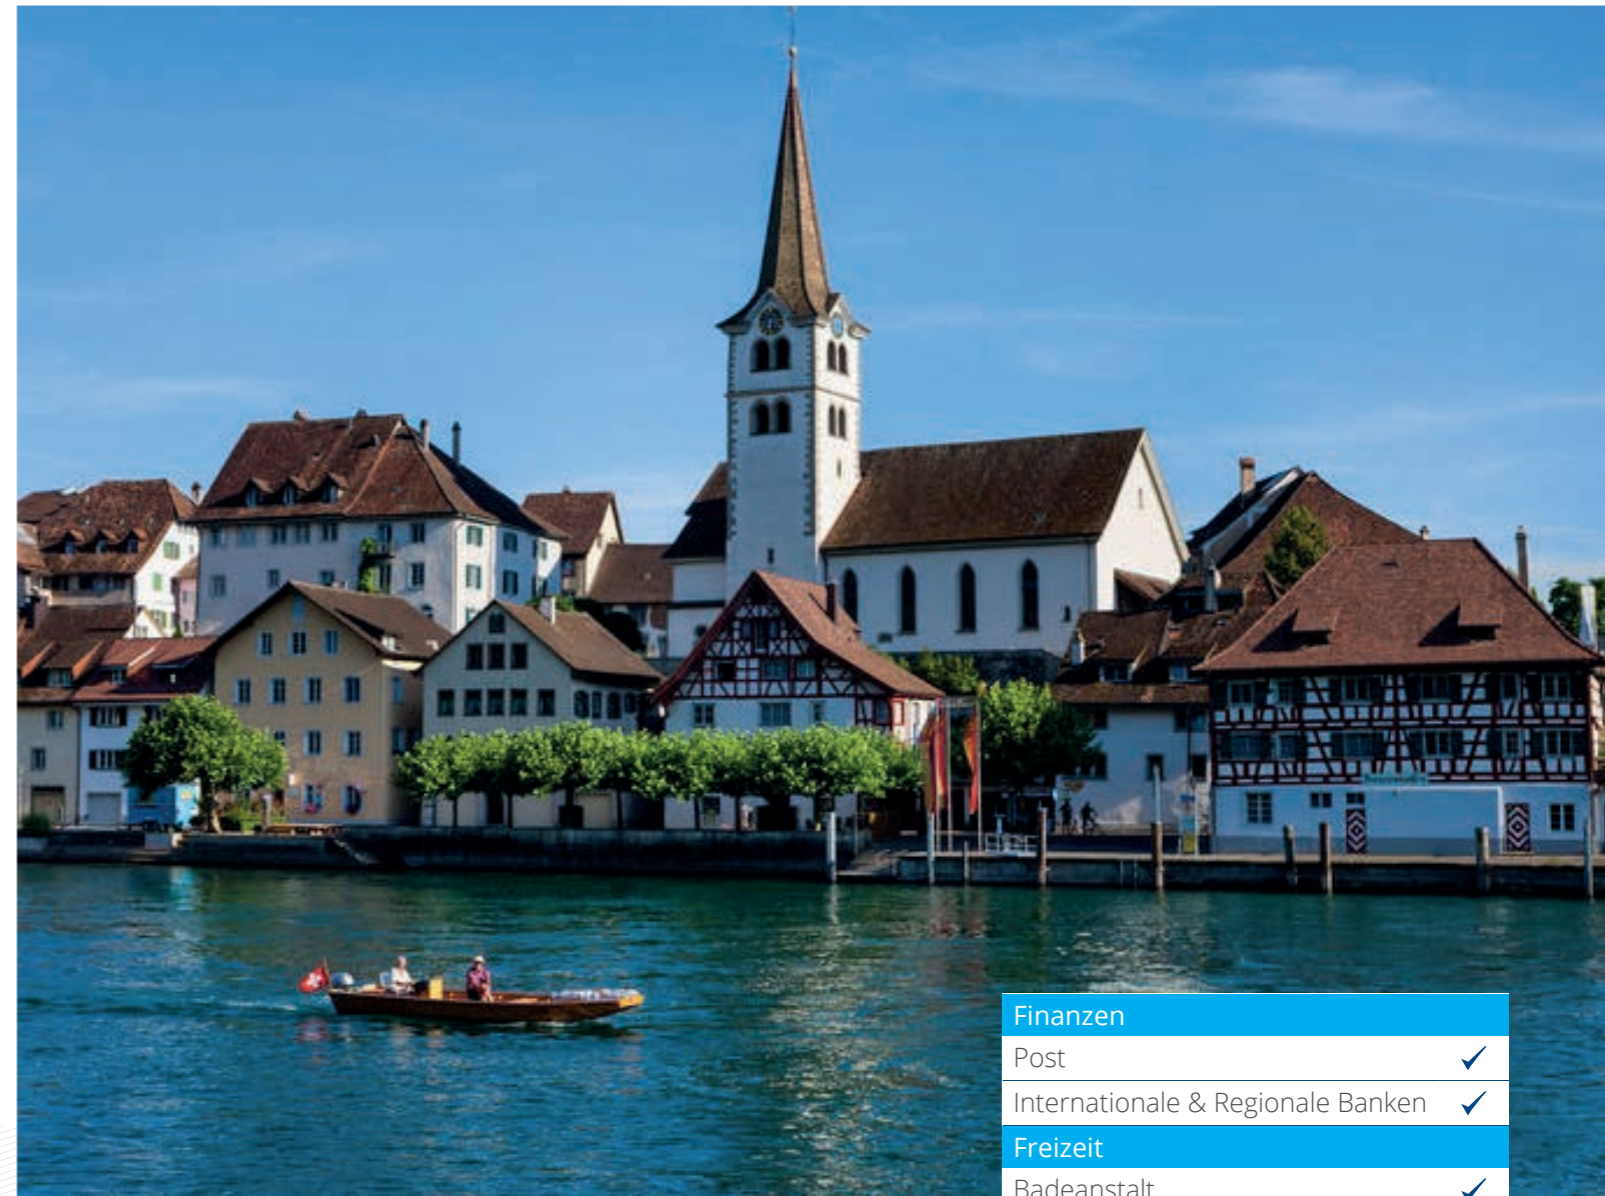 Finanzen
Post
Internationale & Regionale Banken
Freizeit
Badeanstalt